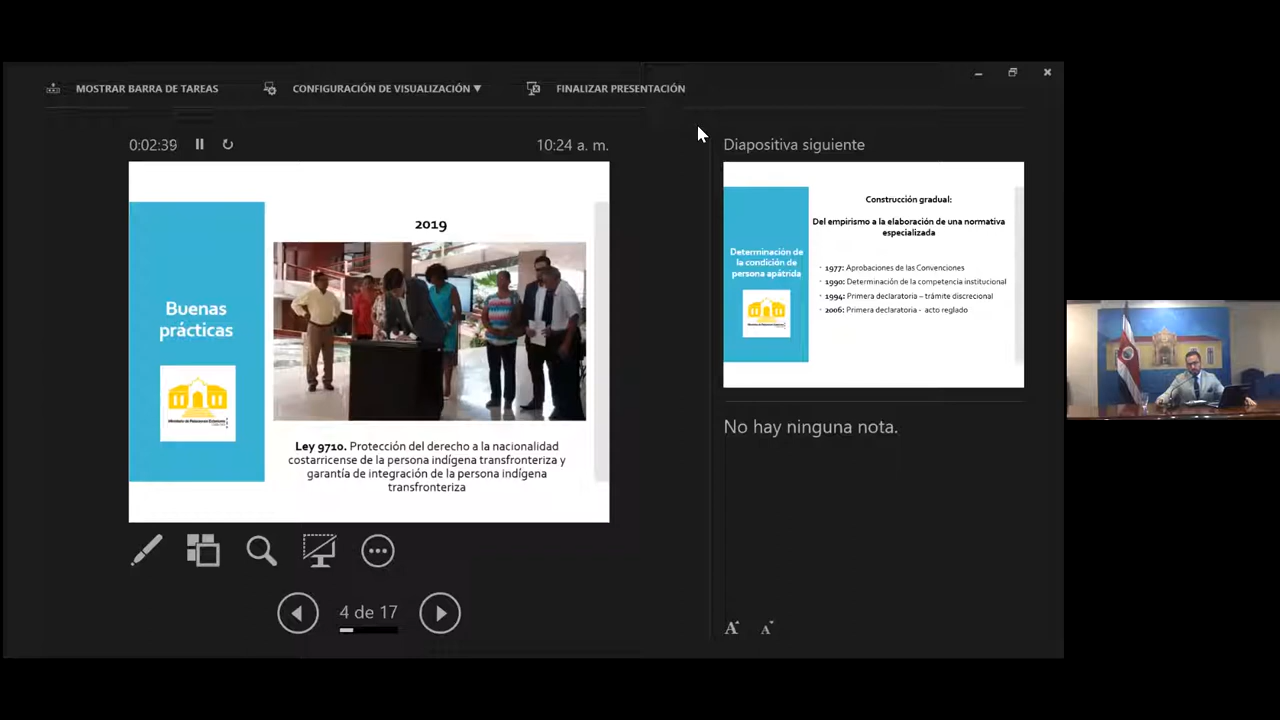 MOSTRAR BARRA DE TAREAS
CONFIGURACIÓN DE VISUALIZACIÓN ▼
FINALIZAR PRESENTACIÓN
0:02:39
10:24 a. m.
2019
Buenas
prácticas
Ley 9710. Protección del derecho a la nacionalidad
costarricense de la persona indígena transfronteriza y
garantía de integración de la persona indígena
transfronteriza
4 de 17
Diapositiva siguiente
Construcción gradual:
Del empirismo a la elaboración de una normativa
especializada
Determinación de
la condición de
persona apátrida
· 1977: Aprobaciones de las Convenciones
· 1990: Determinación de la competencia institucional
· 1994: Primera declaratoria – trámite discrecional
· 2006: Primera declaratoria - acto reglado
No hay ninguna nota.
A A